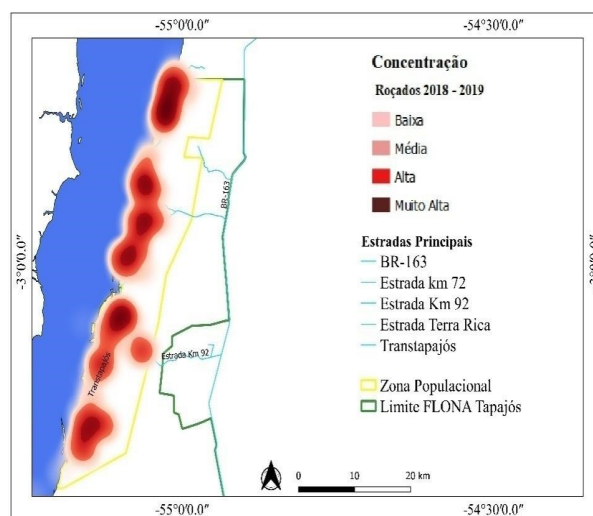 -55°0'0.0"
-54°30'0.0"
Concentração
Roçados 2018 - 2019
Baixa
Média
Alta
Muito Alta
BR-163
-3°0'0.0"
Estradas Principais
BR-163
Estrada km 72
Estrada Km 92
Estrada Terra Rica
Transtapajós
Estrada Km 92
Transtapajós
Zona Populacional
Limite FLONA Tapajós
0 10 20 km
-55°0'0.0"
-54°30'0.0"